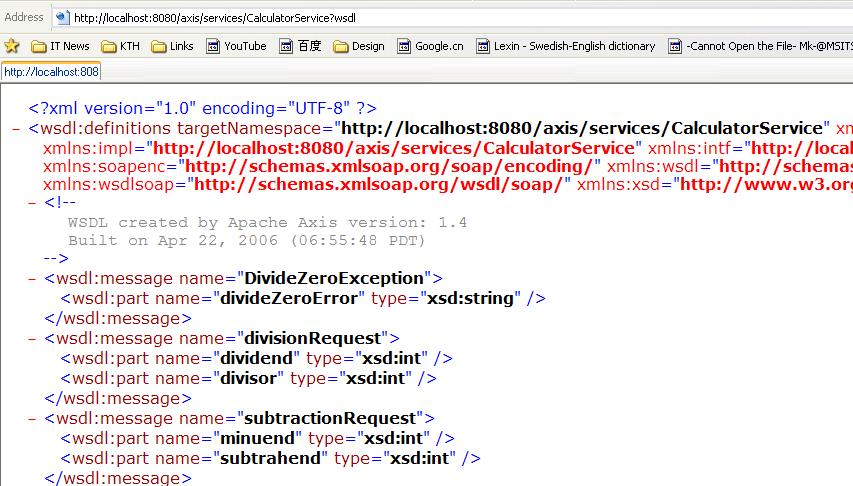 Address http://localhost:8080/axis/services/CalculatorService?wsdl
IT News KTH Links YouTube 百度 Design Google.cn Lexin - Swedish-English dictionary -Cannot Open the File- Mk-@MSITS
http://localhost:808
<?xml version="1.0" encoding="UTF-8" ?>
- <wsdl:definitions targetNamespace="http://localhost:8080/axis/services/CalculatorService" xm
xmlns:impl="http://localhost:8080/axis/services/CalculatorService" xmlns:intf="http://local
xmlns:soapenc="http://schemas.xmlsoap.org/soap/encoding/" xmlns:wsdl="http://schemas
xmlns:wsdlsoap="http://schemas.xmlsoap.org/wsdl/soap/" xmlns:xsd="http://www.w3.org
- <!--
WSDL created by Apache Axis version: 1.4
Built on Apr 22, 2006 (06:55:48 PDT)
-->
- <wsdl:message name="DivideZeroException">
<wsdl:part name="divideZeroError" type="xsd:string" />
</wsdl:message>
- <wsdl:message name="divisionRequest">
<wsdl:part name="dividend" type="xsd:int" />
<wsdl:part name="divisor" type="xsd:int" />
</wsdl:message>
- <wsdl:message name="subtractionRequest">
<wsdl:part name="minuend" type="xsd:int" />
<wsdl:part name="subtrahend" type="xsd:int" />
</wsdl:message>